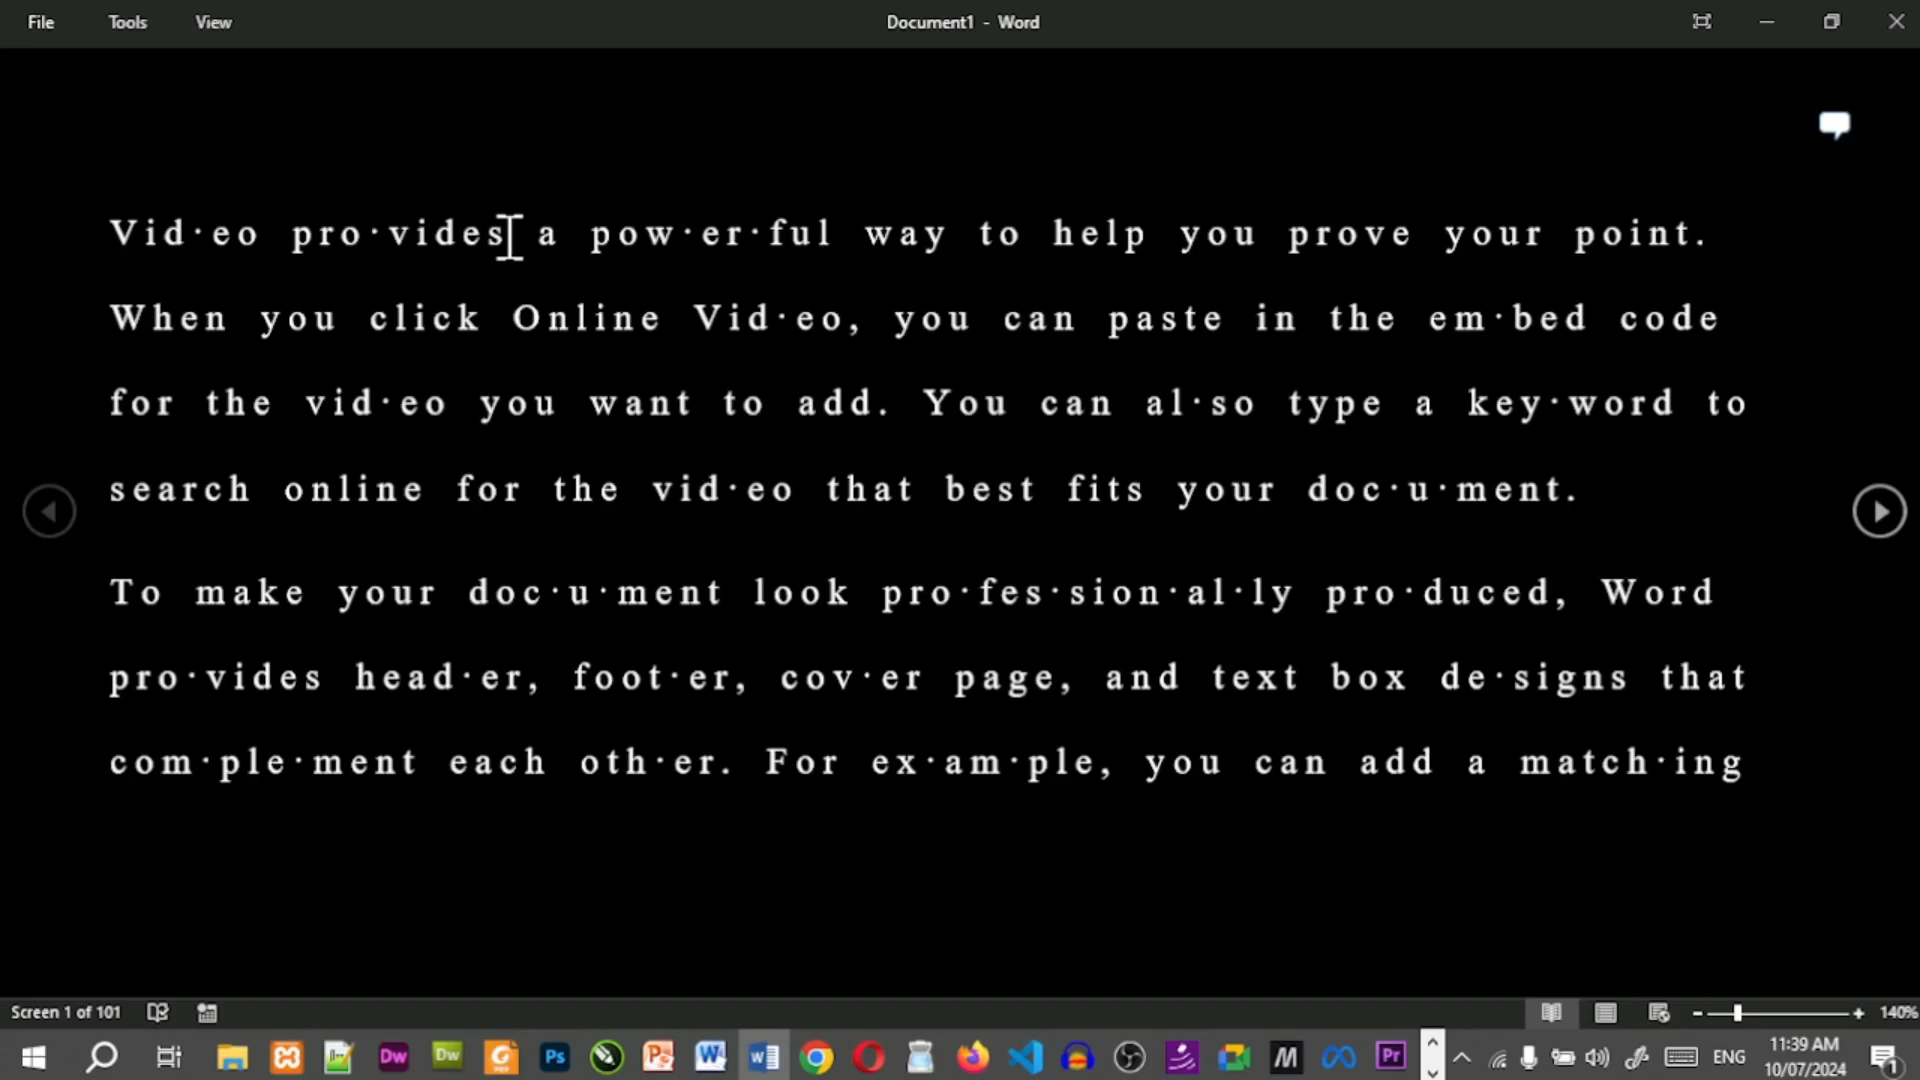 File Tools View Document1 - Word
Vid·eo pro·vides a pow·er·ful way to help you prove your point.
When you click Online Vid·eo, you can paste in the em·bed code
for the vid·eo you want to add. You can al·so type a key·word to
search online for the vid·eo that best fits your doc·u·ment.
To make your doc·u·ment look pro·fes·sion·al·ly pro·duced, Word
pro·vides head·er, foot·er, cov·er page, and text box de·signs that
com·ple·ment each oth·er. For ex·am·ple, you can add a match·ing
Screen 1 of 101 140%
Dw Dw Ps P W W M Pr ENG 11:39 AM
10/07/2024 1